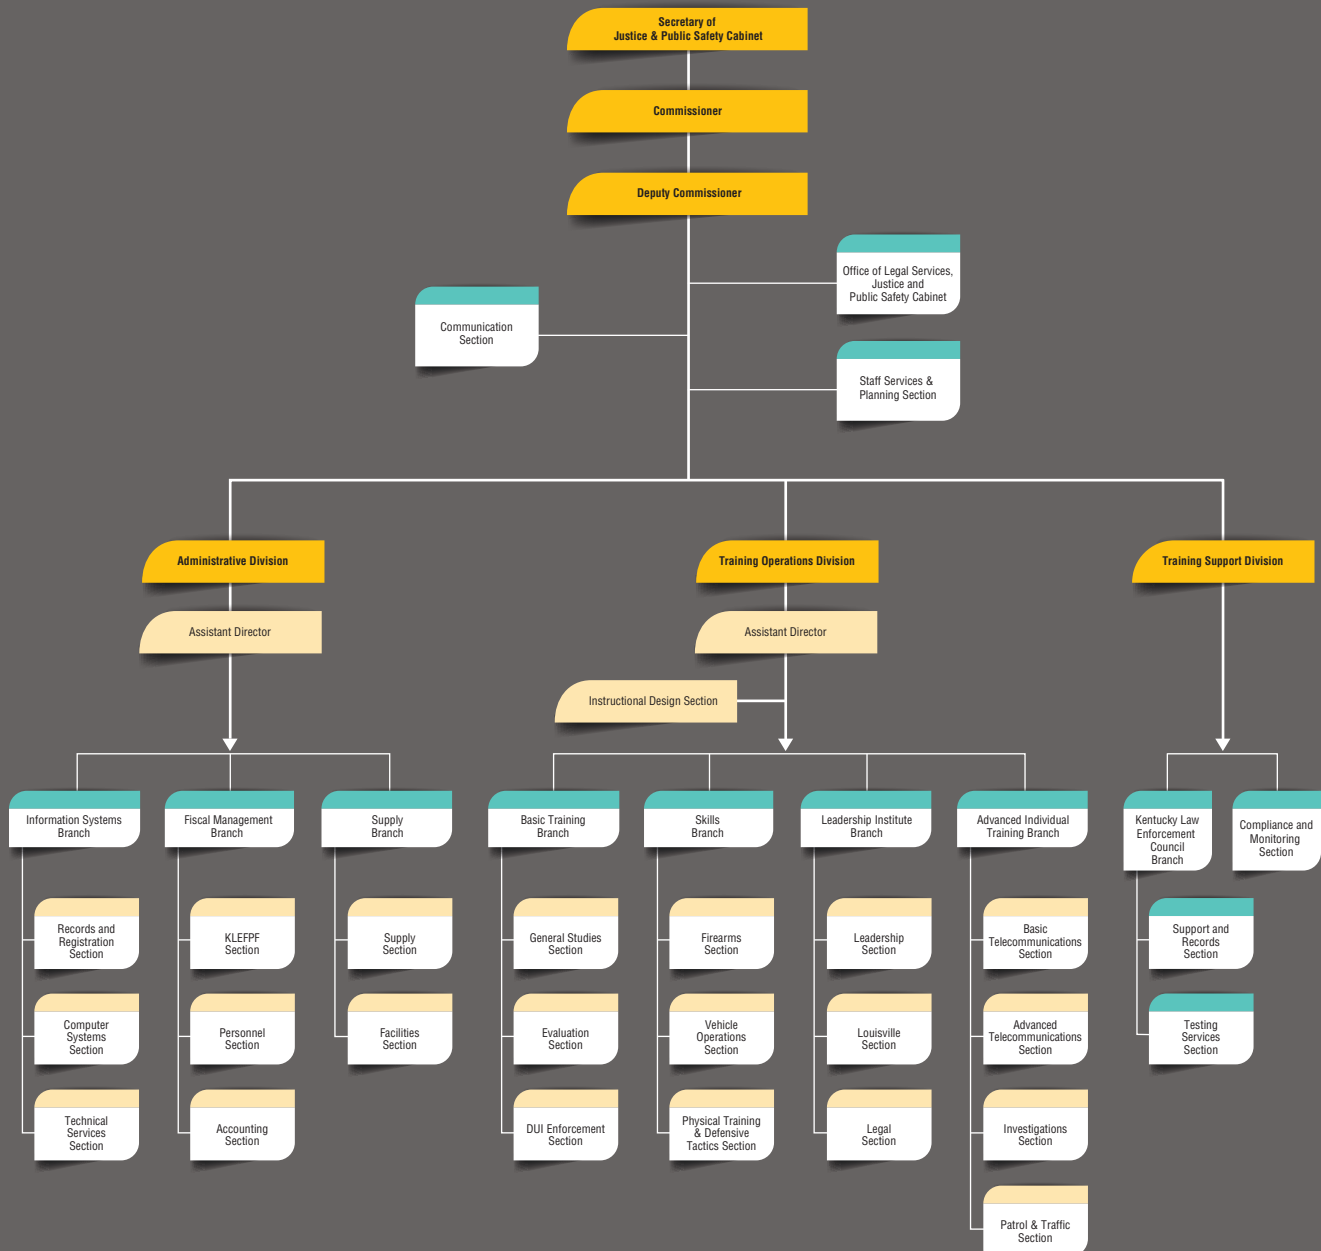 Secretary of
Justice & Public Safety Cabinet
Commissioner
Deputy Commissioner
Office of Legal Services,
Justice and
Public Safety Cabinet
Communication
Section
Staff Services &
Planning Section
Administrative Division
Training Operations Division
Training Support Division
Assistant Director
Assistant Director
Instructional Design Section
Information Systems
Branch
Fiscal Management
Branch
Supply
Branch
Basic Training
Branch
Skills
Branch
Leadership Institute
Branch
Advanced Individual
Training Branch
Kentucky Law
Enforcement
Council
Branch
Compliance and
Monitoring
Section
Records and
Registration
Section
KLEFPF
Section
Supply
Section
General Studies
Section
Firearms
Section
Leadership
Section
Basic
Telecommunications
Section
Support and
Records
Section
Computer
Systems
Section
Personnel
Section
Facilities
Section
Evaluation
Section
Vehicle
Operations
Section
Louisville
Section
Advanced
Telecommunications
Section
Testing
Services
Section
Technical
Services
Section
Accounting
Section
DUI Enforcement
Section
Physical Training
& Defensive
Tactics Section
Legal
Section
Investigations
Section
Patrol & Traffic
Section